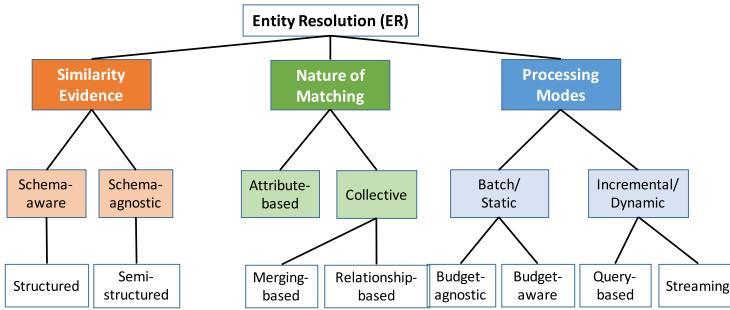 Entity Resolution (ER)
Similarity
Evidence
Nature of
Matching
Processing
Modes
Schema-
aware
Schema-
agnostic
Attribute-
based
Collective
Batch/
Static
Incremental/
Dynamic
Structured
Semi-
structured
Merging-
based
Relationship-
based
Budget-
agnostic
Budget-
aware
Query-
based
Streaming